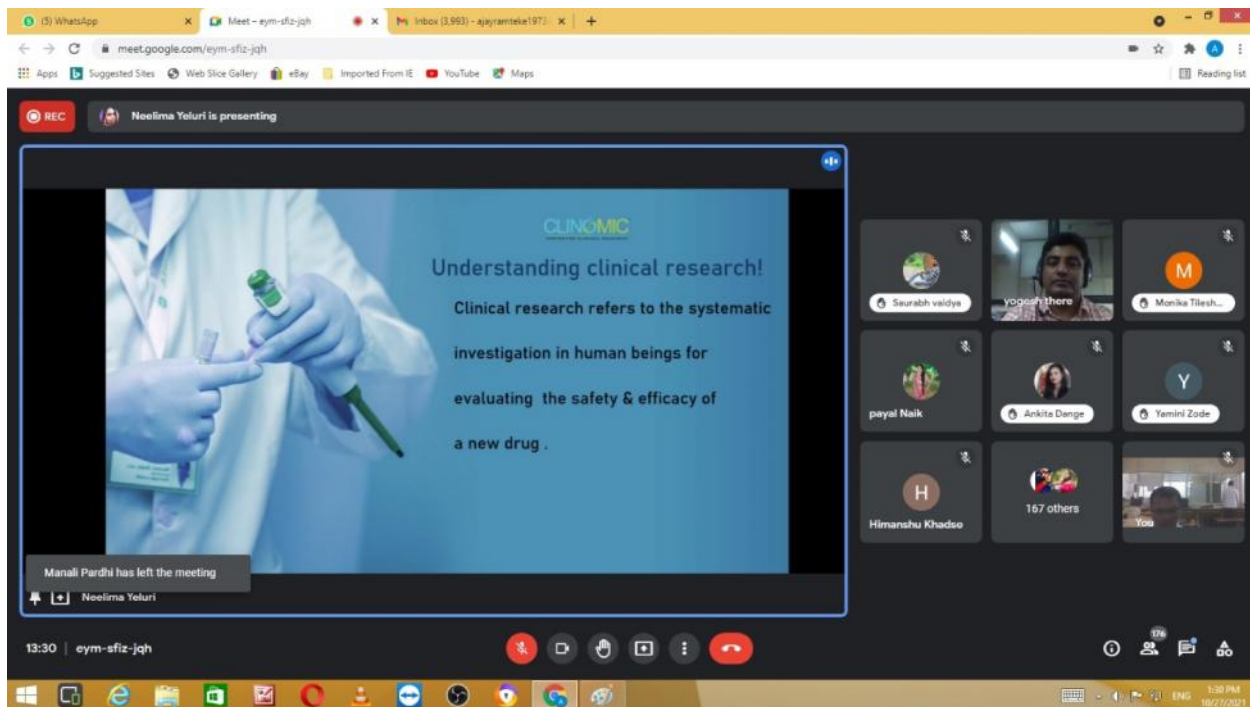 (5) WhatsApp
Meet – eym-sfiz-jqh
Inbox (3,993) - ajayramteke1973
meet.google.com/eym-sfiz-jqh
Apps
Suggested Sites
Web Slice Gallery
eBay
Imported From IE
YouTube
Maps
Reading list
REC
Neelima Yeluri is presenting
CLINOMIC
Understanding clinical research!
Clinical research refers to the systematic
investigation in human beings for
evaluating the safety & efficacy of
a new drug .
Saurabh vaidya
yogesh there
M
Monika Tilesh...
payal Naik
Ankita Dange
Y
Yamini Zode
H
Himanshu Khadse
167 others
You
Manali Pardhi has left the meeting
Neelima Yeluri
13:30 | eym-sfiz-jqh
176
ENG
1:30 PM
10/27/2021